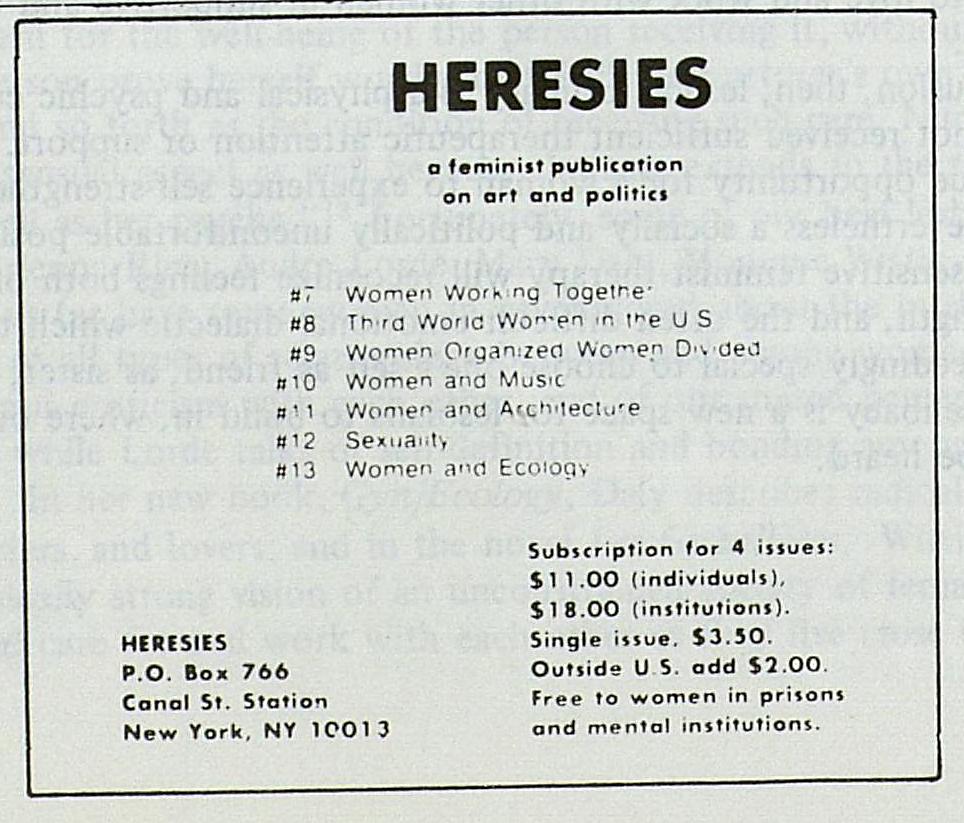 HERESIES
a feminist publication
on art and politics
#7 Women Working Together
#8 Third World Women in the U S
#9 Women Organized Women Divided
#10 Women and Music
#11 Women and Architecture
#12 Sexuality
#13 Women and Ecology
HERESIES
P.O. Box 766
Canal St. Station
New York, NY 10013
Subscription for 4 issues:
$11.00 (individuals),
$18.00 (institutions).
Single issue. $3.50.
Outside U.S. add $2.00.
Free to women in prisons
and mental institutions.